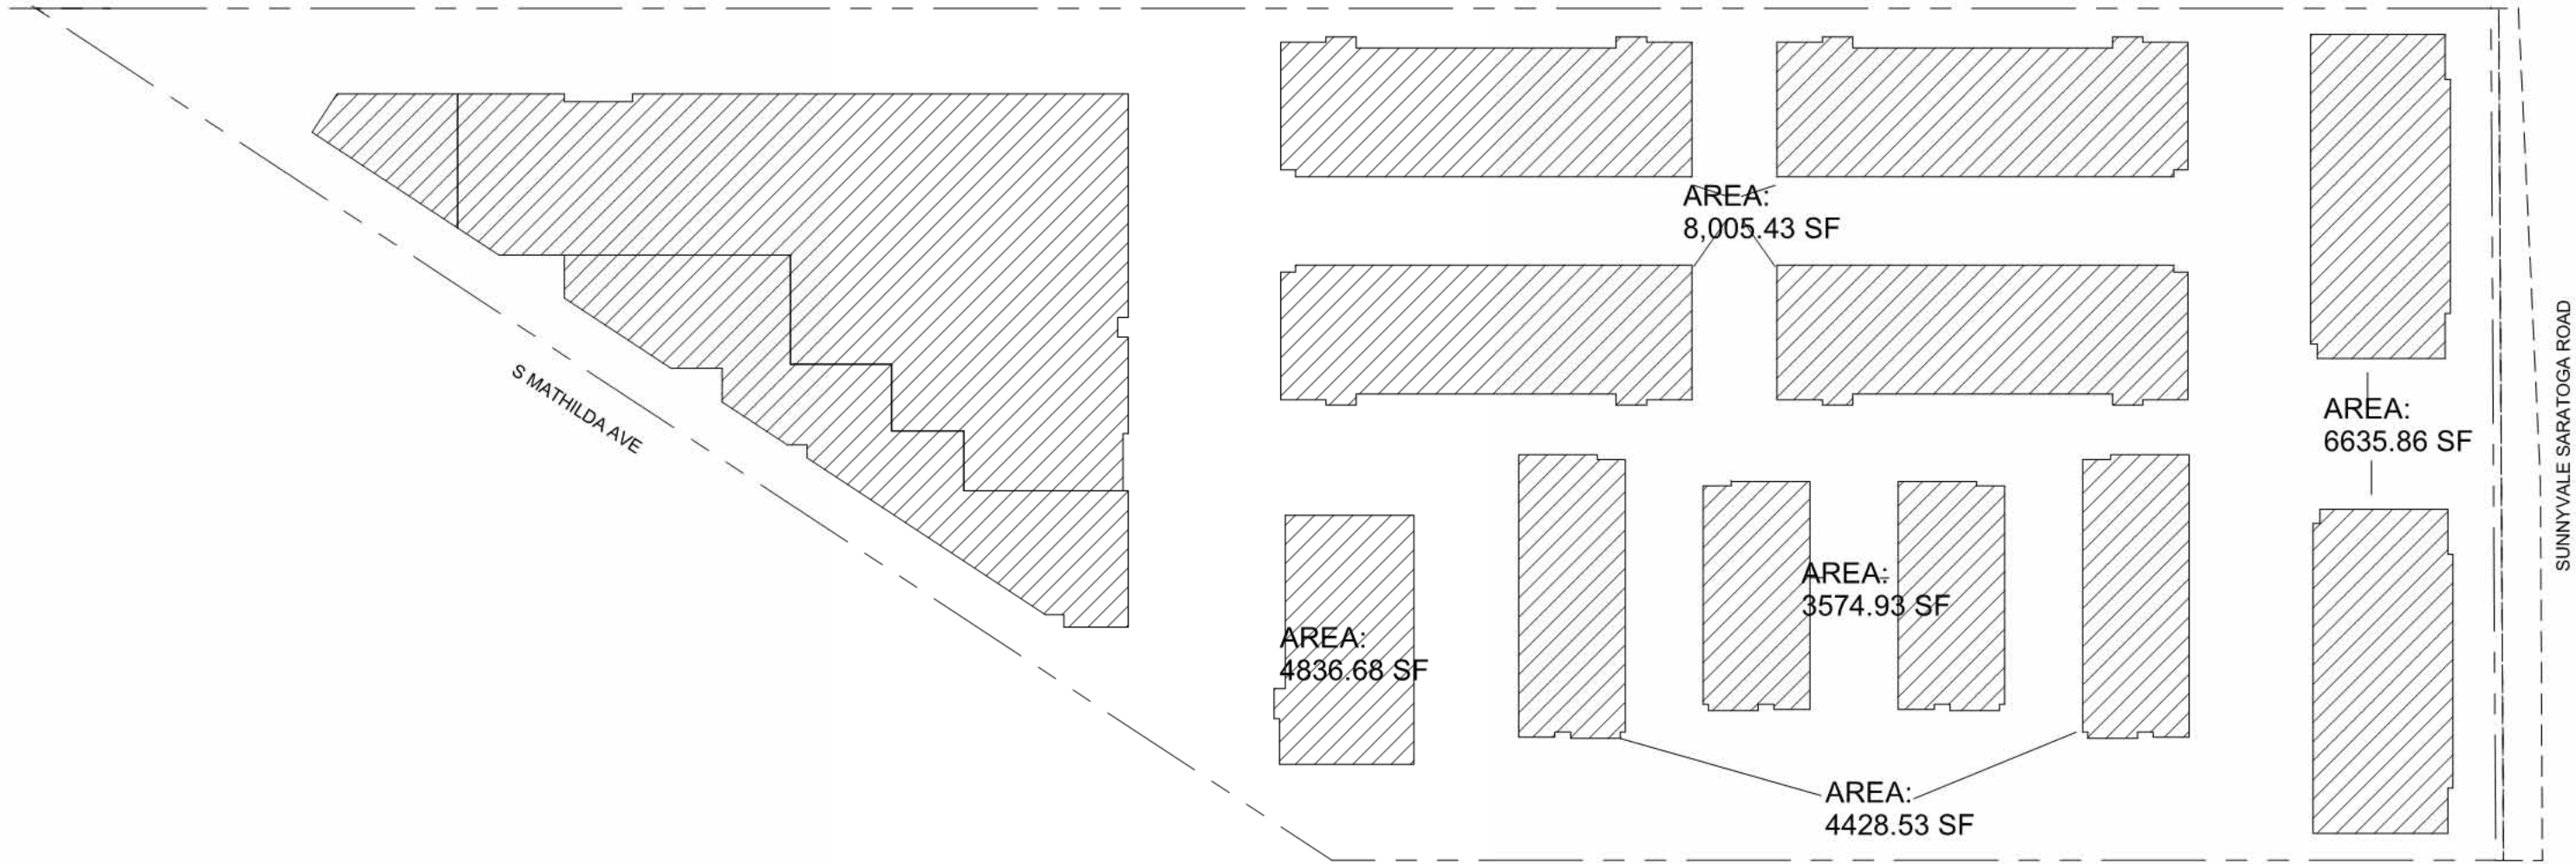 AREA:
8,005.43 SF
S MATHILDA AVE
AREA:
6635.86 SF
SUNNYVALE SARATOGA ROAD
AREA:
3574.93 SF
AREA:
4836.68 SF
AREA:
4428.53 SF